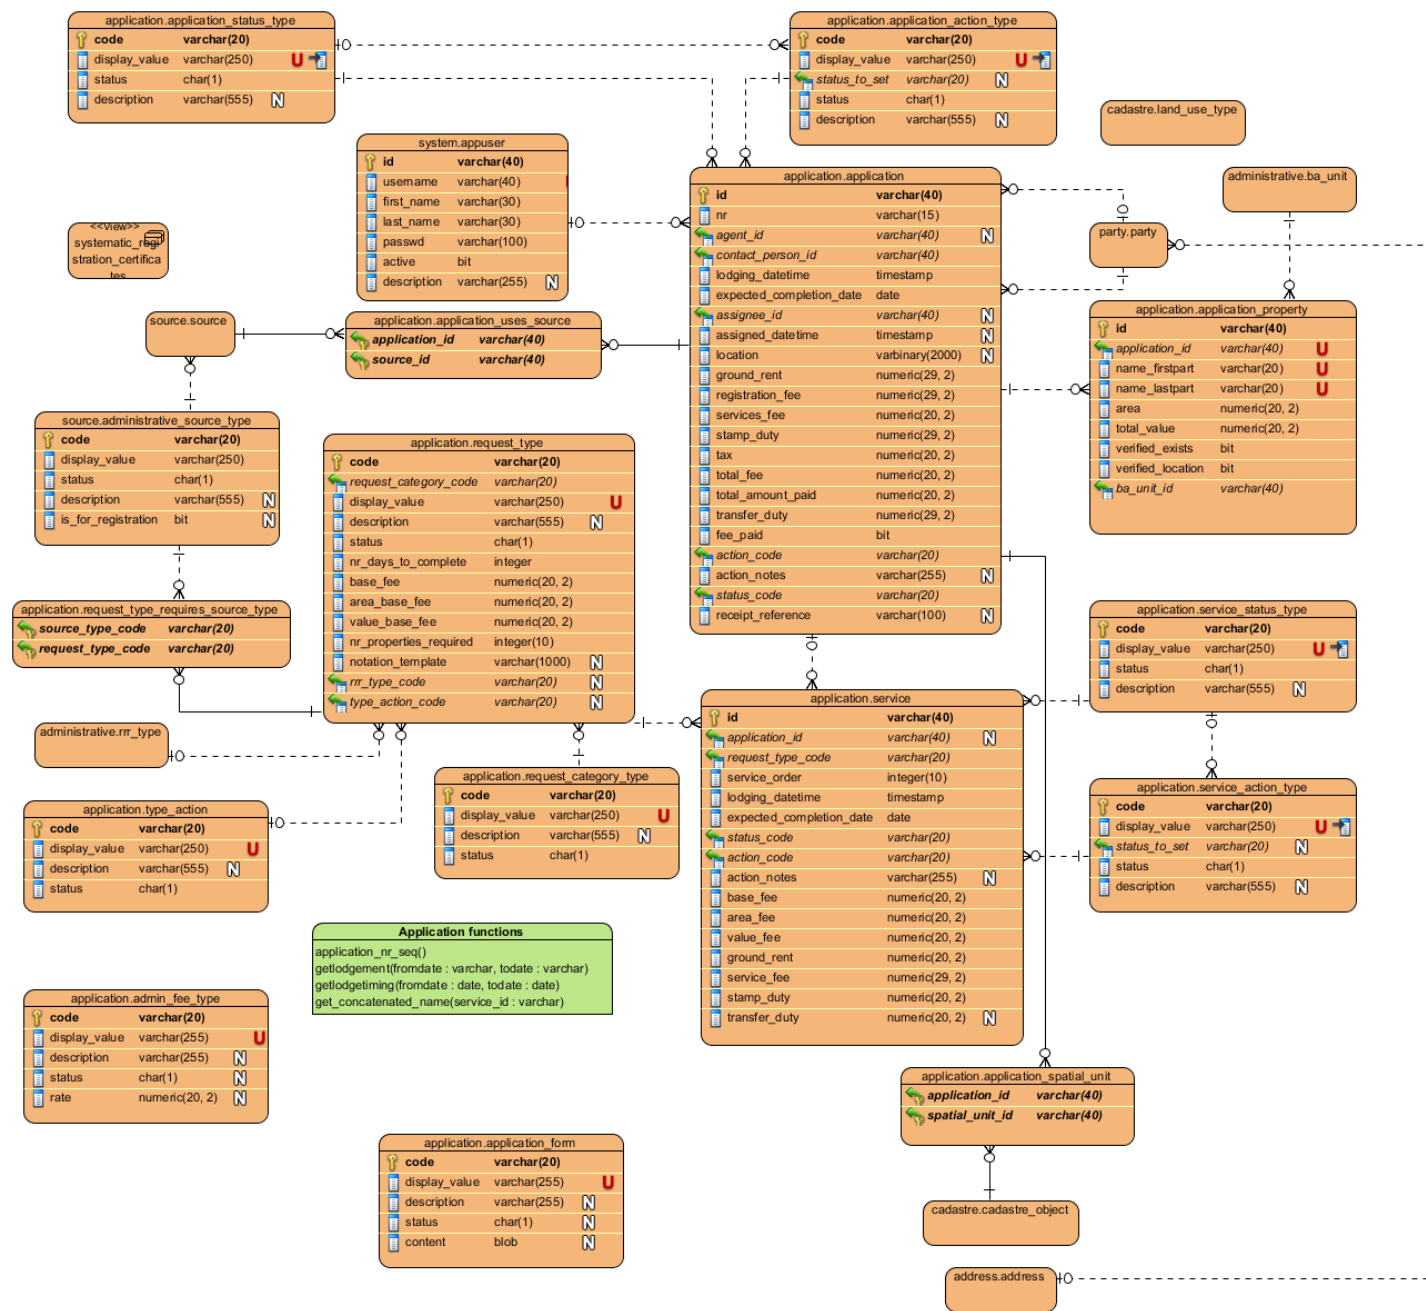 application.application_status_type
code varchar(20)
display_value varchar(250) U
status char(1)
description varchar(555) N
application.application_action_type
code varchar(20)
display_value varchar(250) U
status_to_set varchar(20) N
status char(1)
description varchar(555) N
cadastre.land_use_type
system.appuser
id varchar(40)
username varchar(40)
first_name varchar(30)
last_name varchar(30)
passwd varchar(100)
active bit
description varchar(255) N
application.application
id varchar(40)
nr varchar(15)
agent_id varchar(40) N
contact_person_id varchar(40)
lodging_datetime timestamp
expected_completion_date date
assignee_id varchar(40) N
assigned_datetime timestamp N
location varbinary(2000) N
ground_rent numeric(29, 2)
registration_fee numeric(29, 2)
services_fee numeric(20, 2)
stamp_duty numeric(29, 2)
tax numeric(20, 2)
total_fee numeric(20, 2)
total_amount_paid numeric(20, 2)
transfer_duty numeric(29, 2)
fee_paid bit
action_code varchar(20)
action_notes varchar(255) N
status_code varchar(20)
receipt_reference varchar(100) N
administrative.ba_unit
party.party
<<View>>
systematic_regi
stration_certifica
tes
source.source
application.application_uses_source
application_id varchar(40)
source_id varchar(40)
application.application_property
id varchar(40)
application_id varchar(40) U
name_firstpart varchar(20) U
name_lastpart varchar(20) U
area numeric(20, 2)
total_value numeric(20, 2)
verified_exists bit
verified_location bit
ba_unit_id varchar(40)
source.administrative_source_type
code varchar(20)
display_value varchar(250)
status char(1)
description varchar(555) N
is_for_registration bit N
application.request_type
code varchar(20)
request_category_code varchar(20)
display_value varchar(250) U
description varchar(555) N
status char(1)
nr_days_to_complete integer
base_fee numeric(20, 2)
area_base_fee numeric(20, 2)
value_base_fee numeric(20, 2)
nr_properties_required integer(10)
notation_template varchar(1000) N
rrr_type_code varchar(20) N
type_action_code varchar(20) N
application.request_type_requires_source_type
source_type_code varchar(20)
request_type_code varchar(20)
application.service_status_type
code varchar(20)
display_value varchar(250) U
status char(1)
description varchar(555) N
application.service
id varchar(40)
application_id varchar(40) N
request_type_code varchar(20)
service_order integer(10)
lodging_datetime timestamp
expected_completion_date date
status_code varchar(20)
action_code varchar(20)
action_notes varchar(255) N
base_fee numeric(20, 2)
area_fee numeric(20, 2)
value_fee numeric(20, 2)
ground_rent numeric(20, 2)
service_fee numeric(29, 2)
stamp_duty numeric(20, 2)
transfer_duty numeric(20, 2) N
administrative.rrr_type
application.request_category_type
code varchar(20)
display_value varchar(250) U
description varchar(555) N
status char(1)
application.service_action_type
code varchar(20)
display_value varchar(250) U
status_to_set varchar(20) N
status char(1)
description varchar(555) N
application.type_action
code varchar(20)
display_value varchar(250) U
description varchar(555) N
status char(1)
Application functions
application_nr_seq()
getlodgement(fromdate : varchar, todate : varchar)
getlodgetiming(fromdate : date, todate : date)
get_concatenated_name(service_id : varchar)
application.admin_fee_type
code varchar(20)
display_value varchar(255) U
description varchar(255) N
status char(1) N
rate numeric(20, 2) N
application.application_spatial_unit
application_id varchar(40)
spatial_unit_id varchar(40)
application.application_form
code varchar(20)
display_value varchar(255) U
description varchar(255) N
status char(1) N
content blob N
cadastre.cadastre_object
address.address